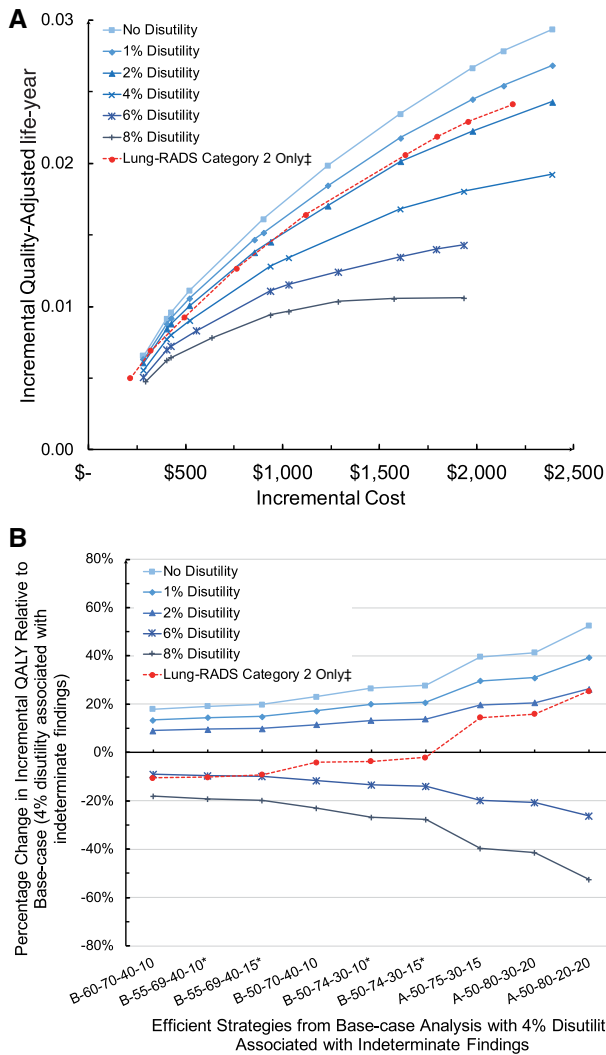 A
0.03
No Disutility
1% Disutility
2% Disutility
4% Disutility
6% Disutility
8% Disutility
Lung-RADS Category 2 Only‡
0.02
0.01
0.00
Incremental Quality-Adjusted life-year
$-
$500
$1,000
$1,500
$2,000
$2,500
Incremental Cost
B
80%
60%
40%
20%
0%
-20%
-40%
-60%
-80%
No Disutility
1% Disutility
2% Disutility
6% Disutility
8% Disutility
Lung-RADS Category 2 Only‡
Percentage Change in Incremental QALY Relative to
Base-case (4% disutility associated with
indeterminate findings)
B-60-70-40-10
B-55-69-40-10*
B-55-69-40-15*
B-50-70-40-10
B-50-74-30-10*
B-50-74-30-15*
A-50-75-30-15
A-50-80-30-20
A-50-80-20-20
Efficient Strategies from Base-case Analysis with 4% Disutilit
Associated with Indeterminate Findings